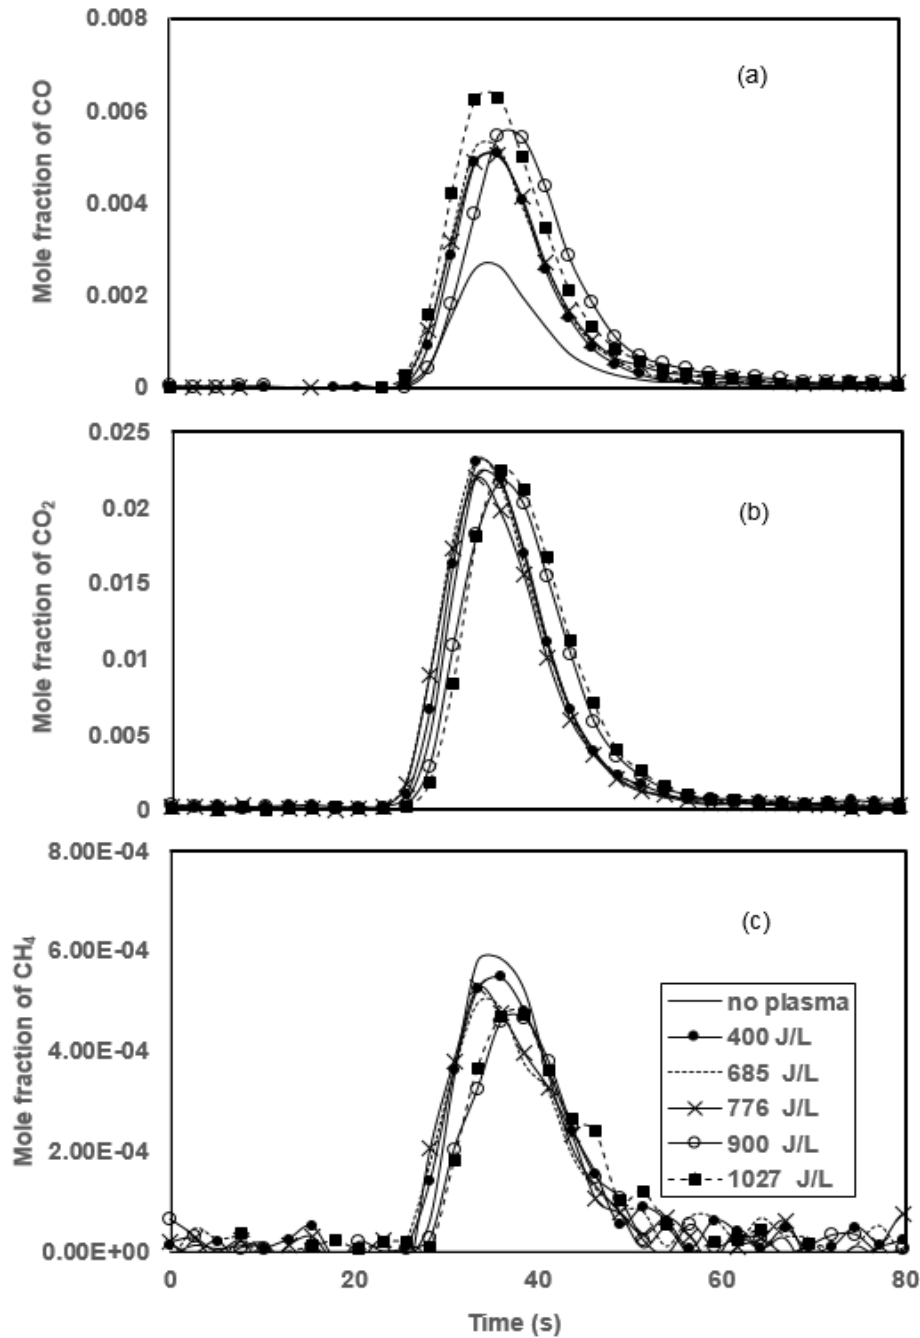 0.008
(a)
0.006
Mole fraction of CO
0.004
0.002
0
0.025
0.02
(b)
0.015
Mole fraction of CO₂
0.01
0.005
0
8.00E-04
(c)
6.00E-04
Mole fraction of CH₄
4.00E-04
2.00E-04
0.00E+00
no plasma
400 J/L
685 J/L
776 J/L
900 J/L
1027 J/L
0 20 40 60 80
Time (s)